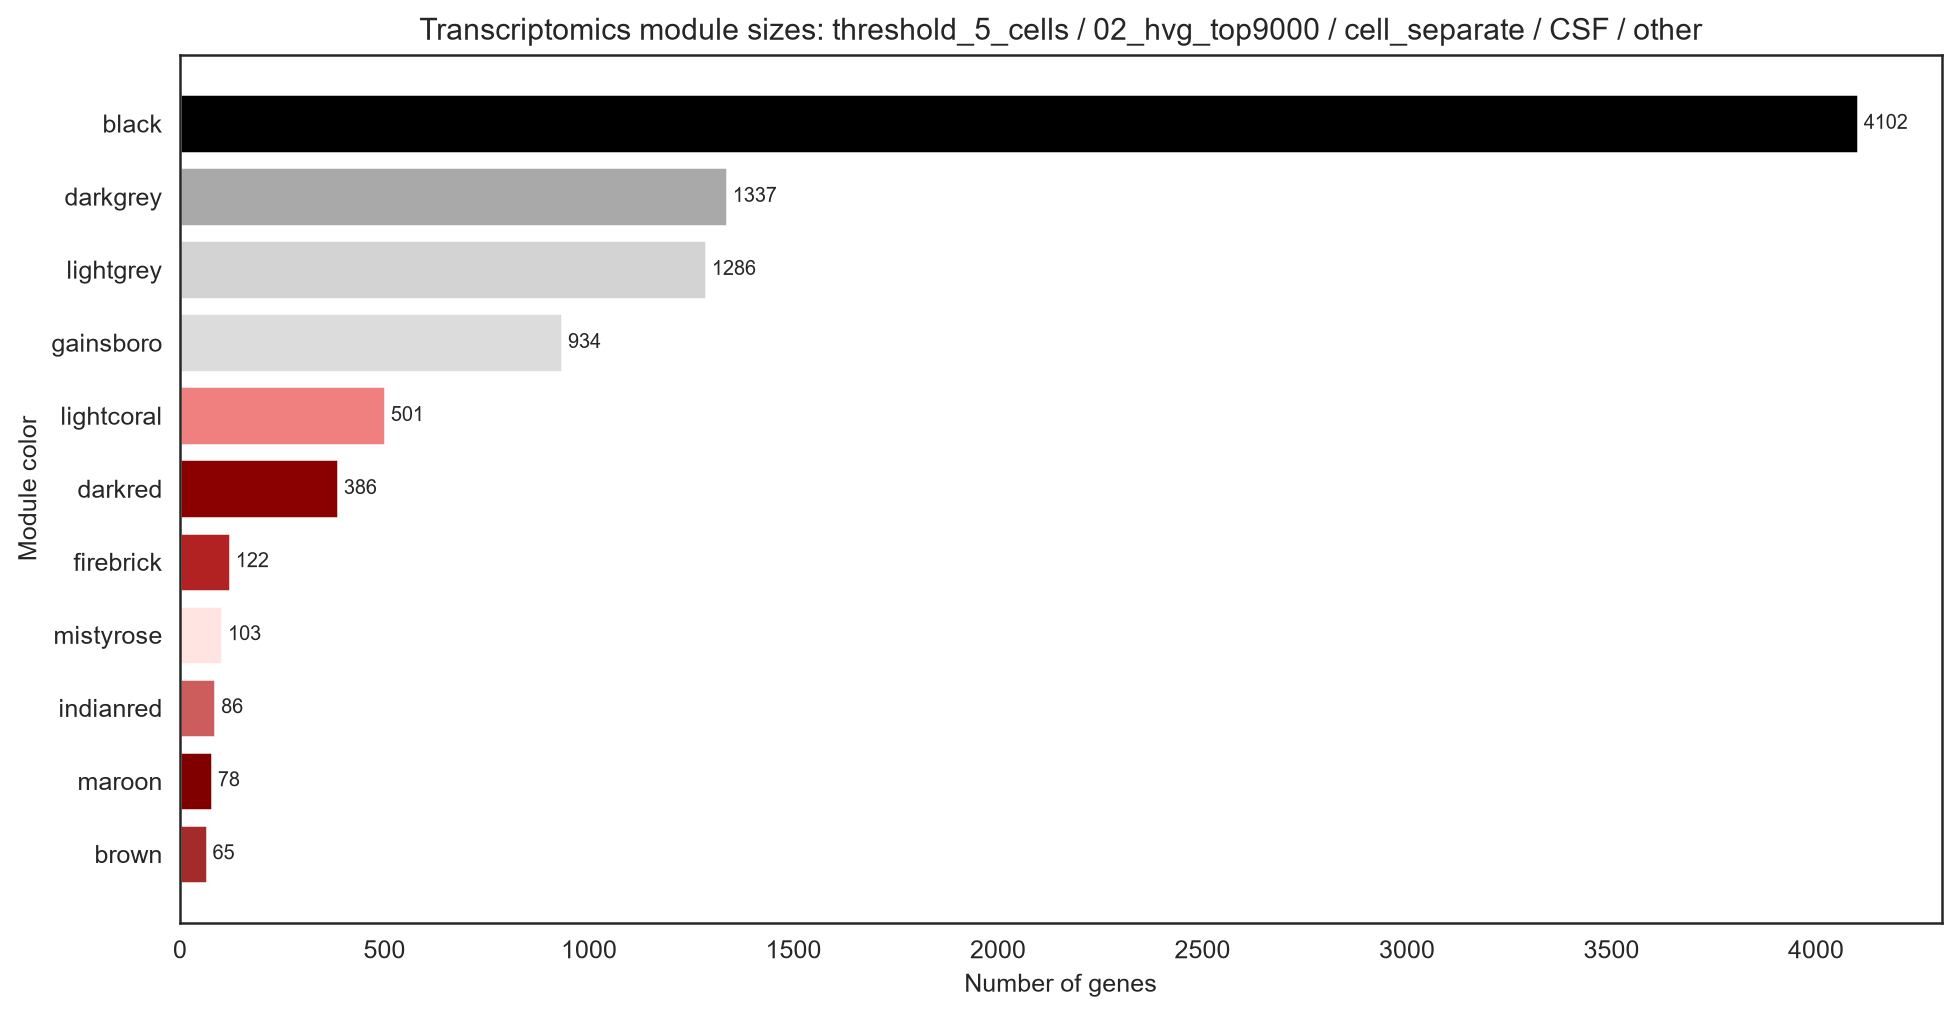 Transcriptomics module sizes: threshold_5_cells / 02_hvg_top9000 / cell_separate / CSF / other
Module color
black 4102
darkgrey 1337
lightgrey 1286
gainsboro 934
lightcoral 501
darkred 386
firebrick 122
mistyrose 103
indianred 86
maroon 78
brown 65
0 500 1000 1500 2000 2500 3000 3500 4000
Number of genes